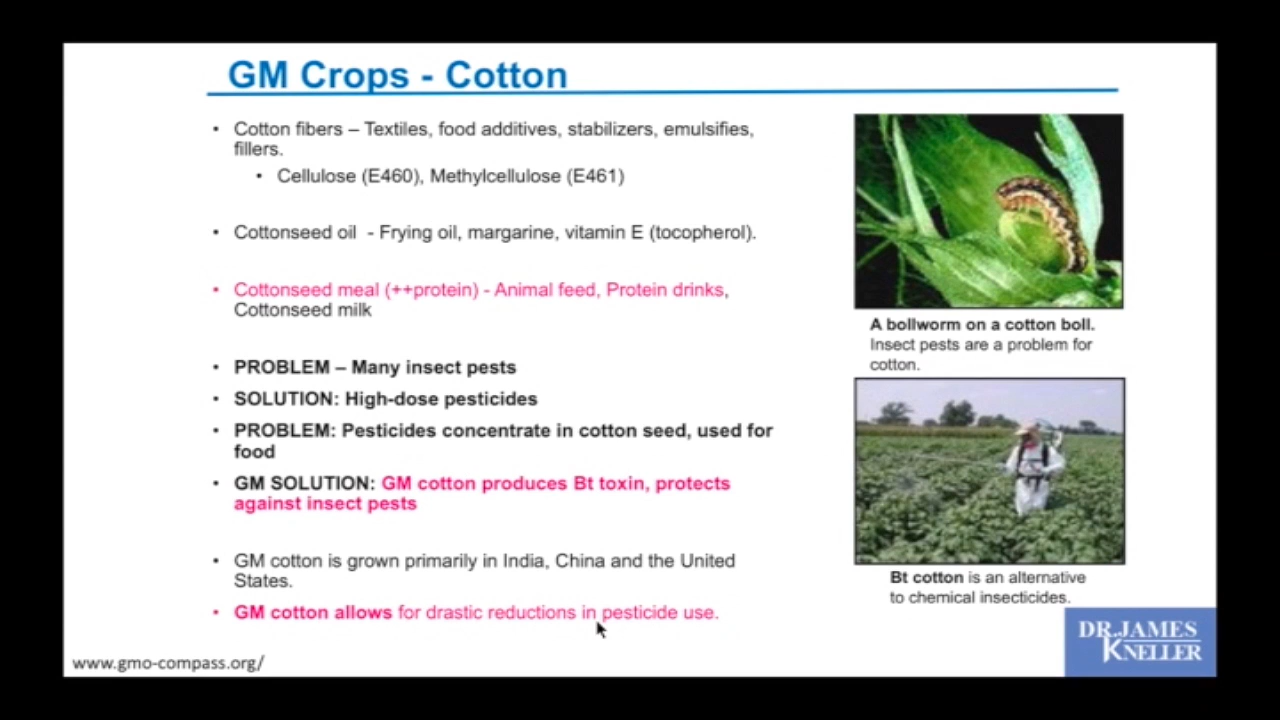 GM Crops - Cotton
• Cotton fibers – Textiles, food additives, stabilizers, emulsifies,
fillers.
• Cellulose (E460), Methylcellulose (E461)
• Cottonseed oil - Frying oil, margarine, vitamin E (tocopherol).
• Cottonseed meal (++protein) - Animal feed, Protein drinks,
Cottonseed milk
• PROBLEM – Many insect pests
• SOLUTION: High-dose pesticides
• PROBLEM: Pesticides concentrate in cotton seed, used for
food
• GM SOLUTION: GM cotton produces Bt toxin, protects
against insect pests
• GM cotton is grown primarily in India, China and the United
States.
• GM cotton allows for drastic reductions in pesticide use.
A bollworm on a cotton boll.
Insect pests are a problem for
cotton.
Bt cotton is an alternative
to chemical insecticides.
DR.JAMES
KNELLER
www.gmo-compass.org/